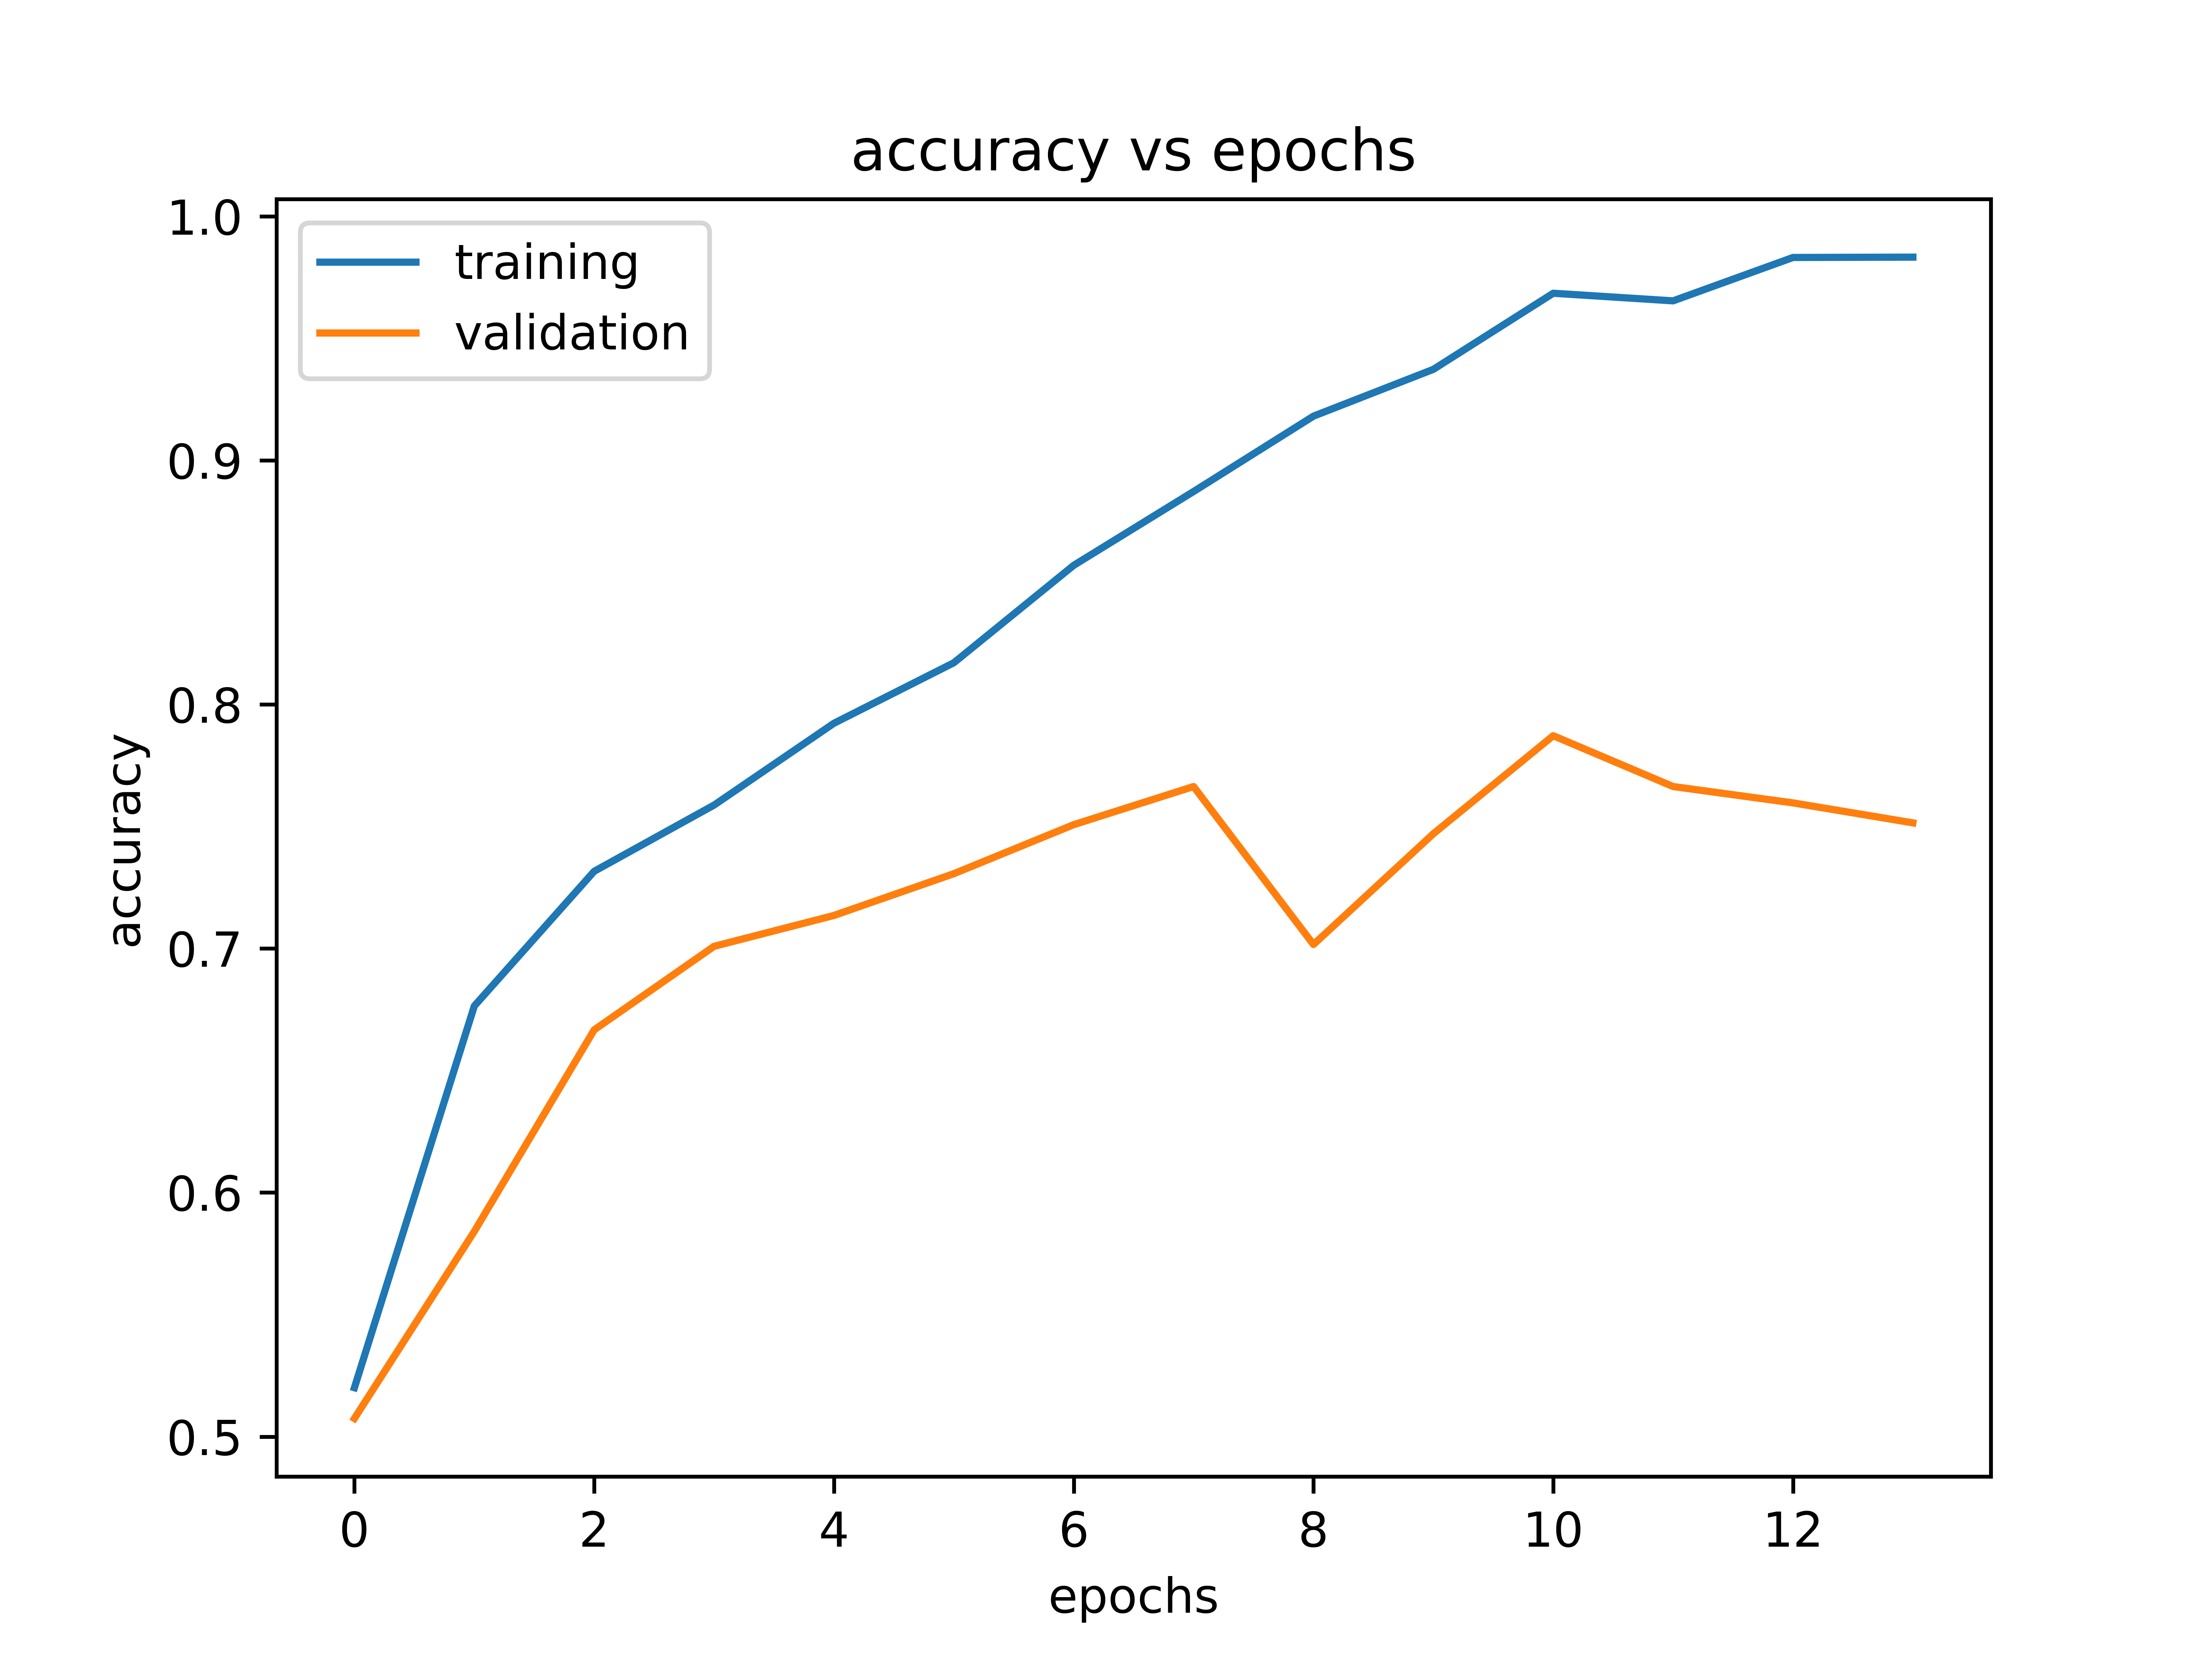 accuracy vs epochs
training
validation
1.0
0.9
0.8
0.7
0.6
0.5
accuracy
0 2 4 6 8 10 12
epochs